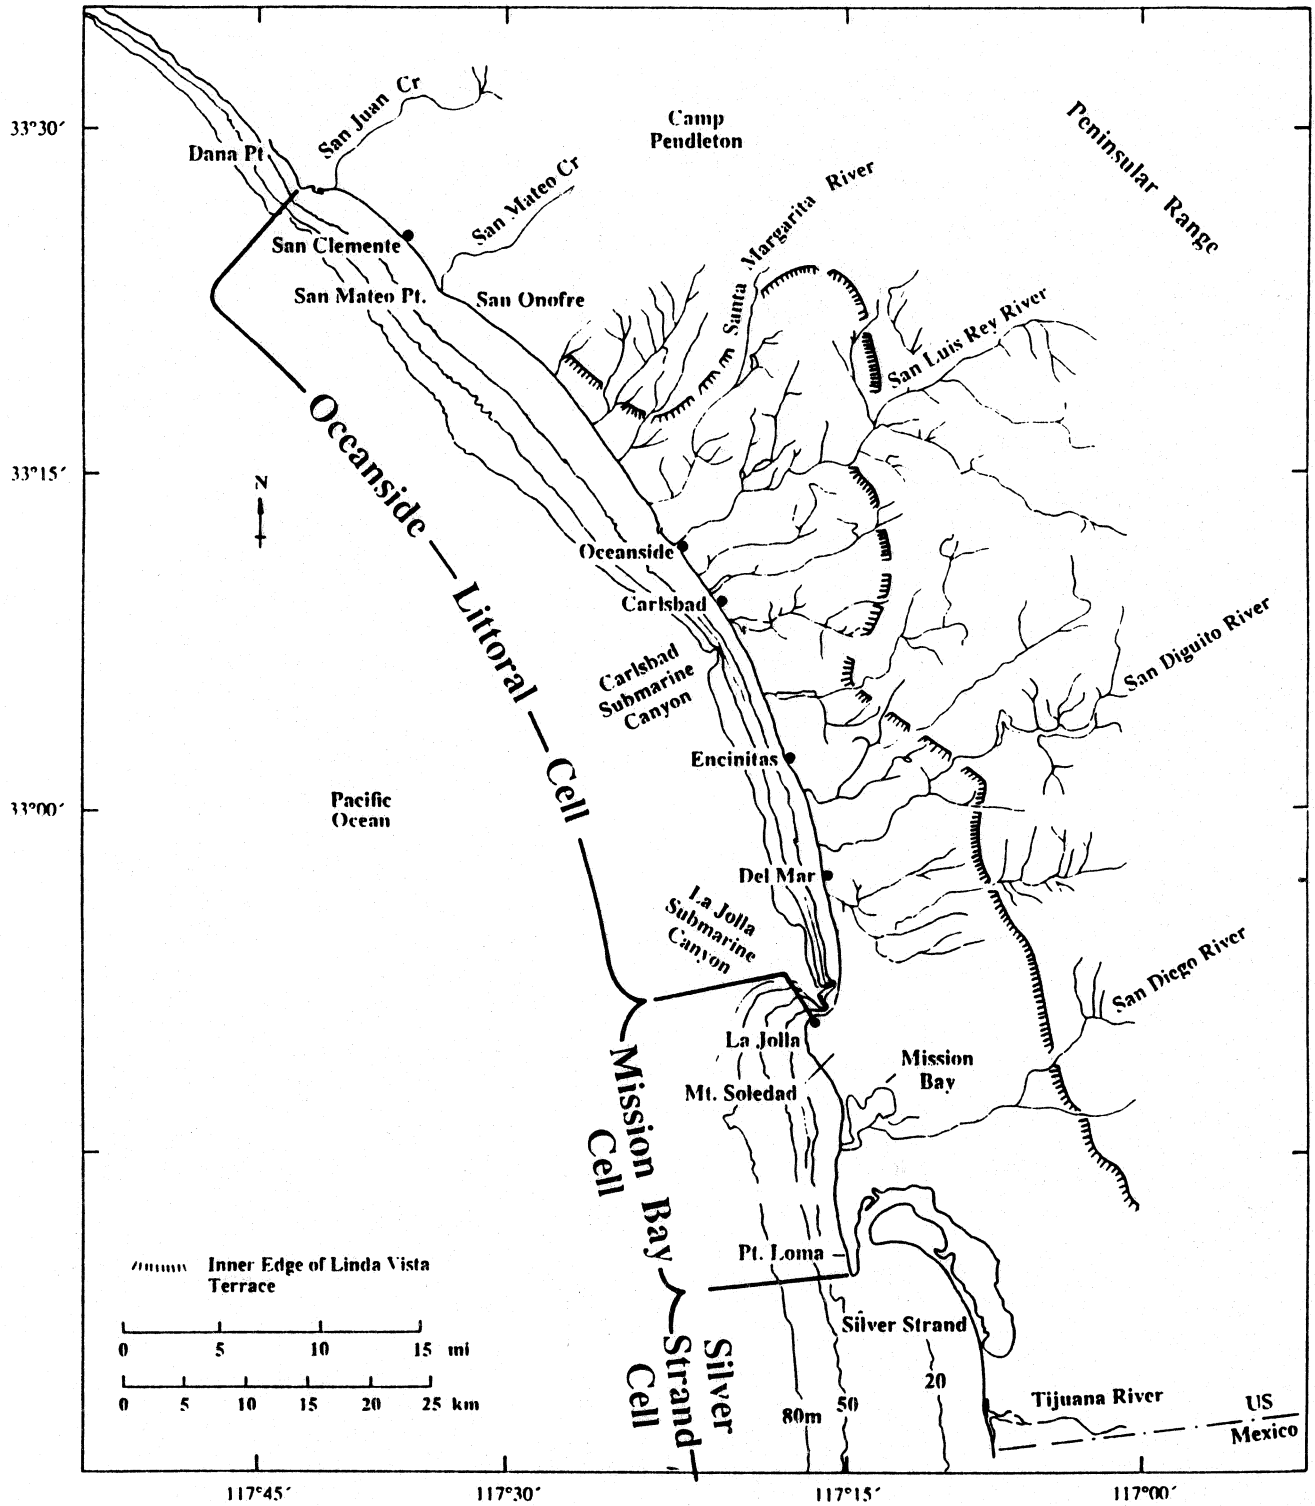 33°30′
San Juan Cr
Camp
Pendleton
Peninsular Range
Dana Pt
San Mateo Cr
Santa Margarita River
San Clemente
San Mateo Pt.
San Onofre
San Luis Rey River
Oceanside Littoral Cell
33°15′
N
Oceanside
Carlsbad
Carlsbad
Submarine
Canyon
San Diguito River
Encinitas
Pacific
Ocean
33°00′
Del Mar
La Jolla
Submarine
Canyon
San Diego River
La Jolla
Mission
Bay
Mt. Soledad
Mission Bay
Cell
Pt. Loma
Inner Edge of Linda Vista
Terrace
Silver Strand
0 5 10 15 mi
0 5 10 15 20 25 km
Silver
Strand
Cell
80m 50 20
Tijuana River
US
Mexico
117°45′ 117°30′ 117°15′ 117°00′